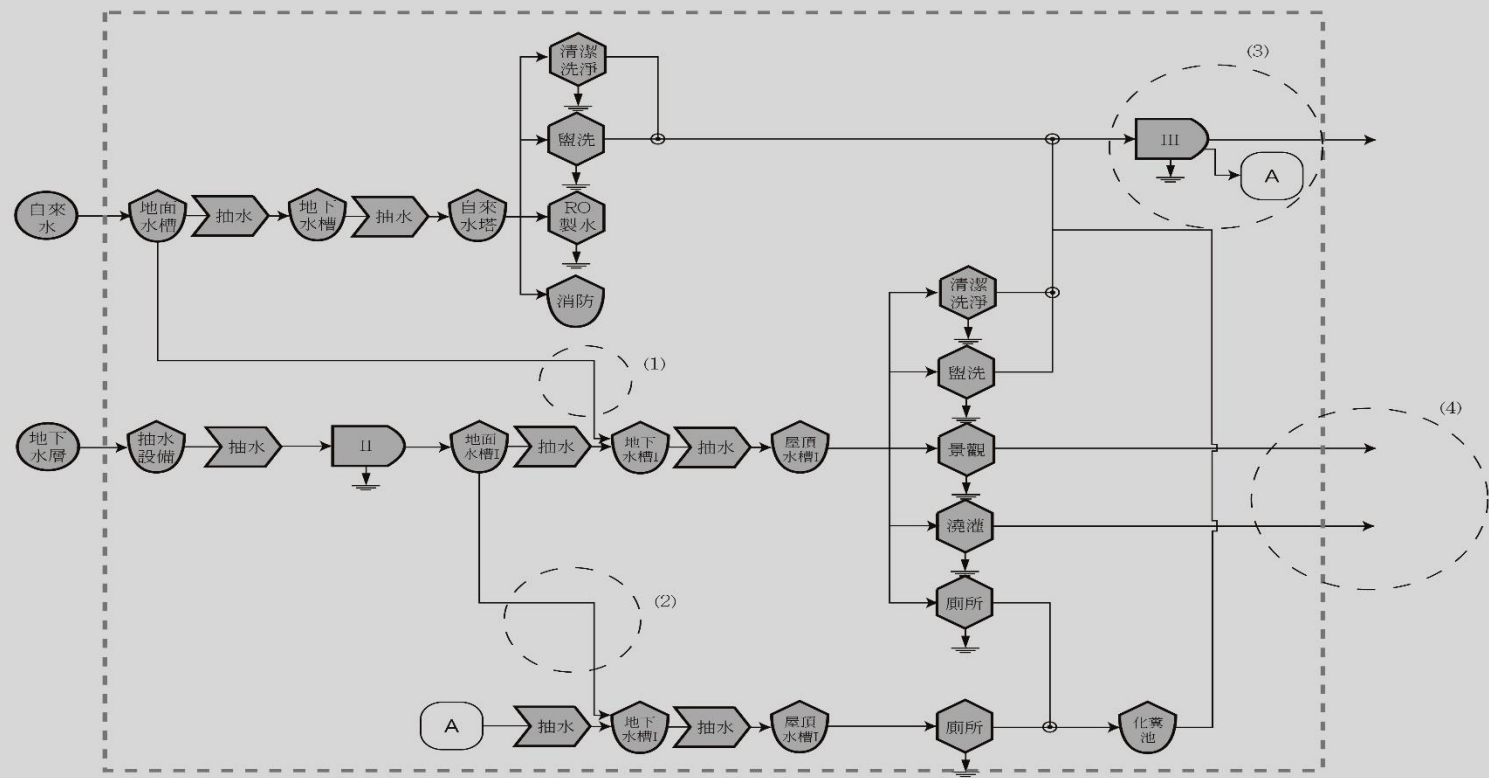 清潔
洗淨
(3)
盥洗
III
A
自來
水
地面
水槽
抽水
地下
水槽
抽水
自來
水塔
RO
製水
消防
清潔
洗淨
(1)
盥洗
(4)
地下
水層
抽水
設備
抽水
II
地面
水槽I
抽水
地下
水槽I
抽水
屋頂
水槽I
景觀
澆灌
(2)
廁所
A
抽水
地下
水槽I
抽水
屋頂
水槽I
廁所
化糞
池